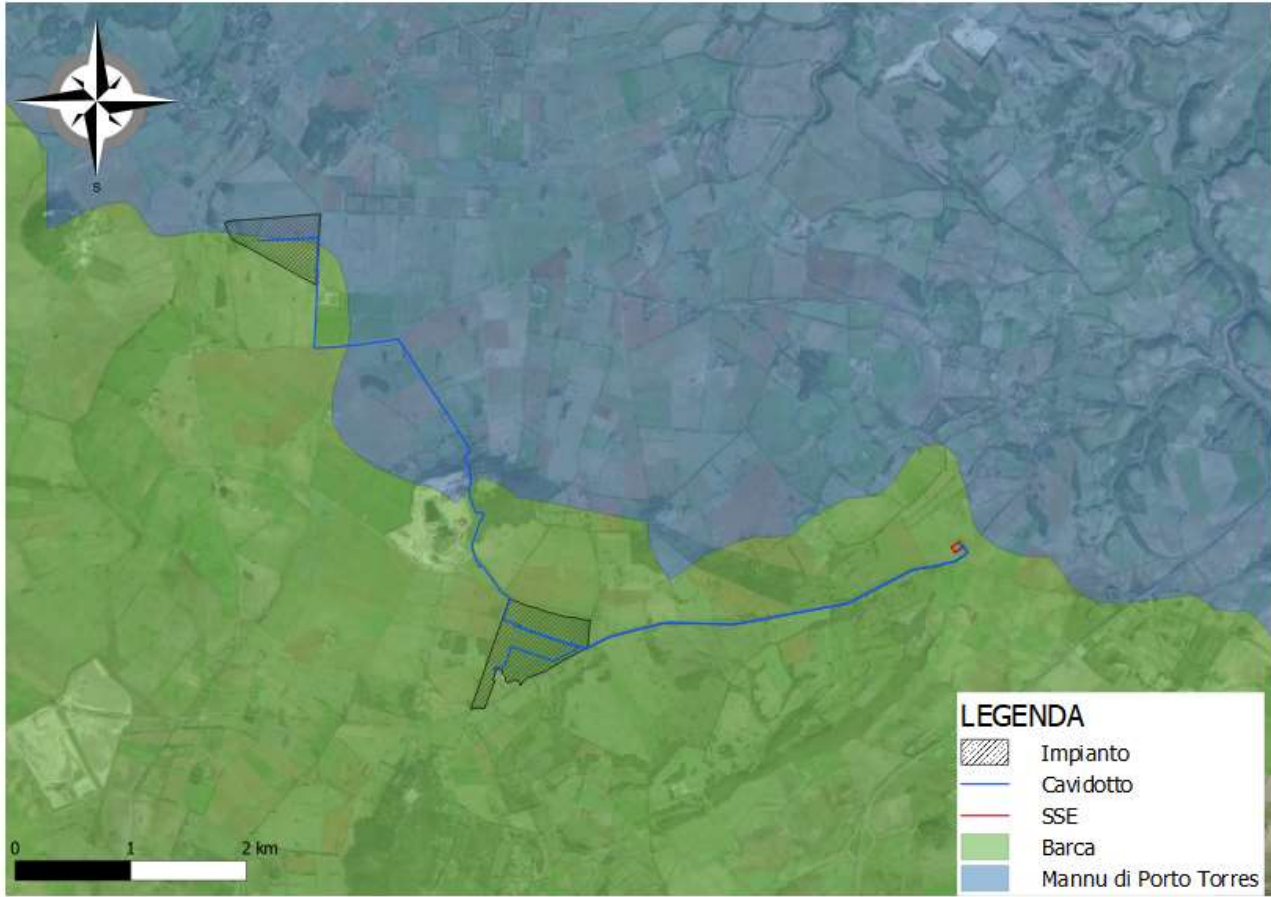 S
LEGENDA
Impianto
Cavidotto
SSE
Barca
Mannu di Porto Torres
0 1 2 km